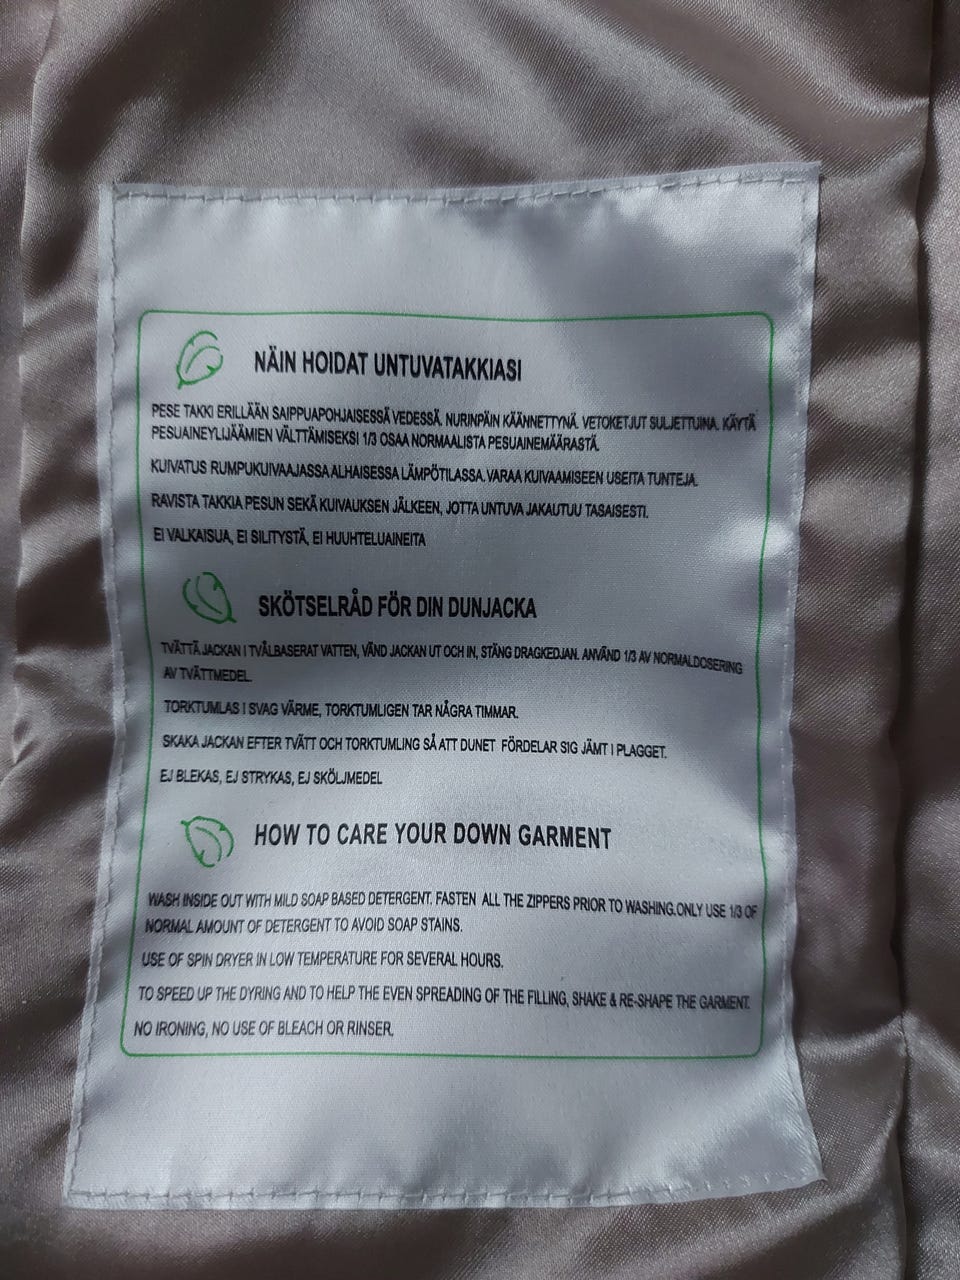 NÄIN HOIDAT UNTUVATAKKIASI
PESE TAKKI ERILLÄÄN SAIPPUAPOHJAISESSÄ VEDESSÄ. NURINPÄIN KÄÄNNETTYNÄ. VETOKETJUT SULJETTUINA. KÄYTÄ
PESUAINEYLIJÄÄMIEN VÄLTTÄMISEKSI 1/3 OSAA NORMAALISTA PESUAINEMÄÄRÄSTÄ.
KUIVATUS RUMPUKUIVAAJASSA ALHAISESSA LÄMPÖTILASSA. VARAA KUIVAAMISEEN USEITA TUNTEJA.
RAVISTA TAKKIA PESUN SEKÄ KUIVAUKSEN JÄLKEEN, JOTTA UNTUVA JAKAUTUU TASAISESTI.
EI VALKAISUA, EI SILITYSTÄ, EI HUUHTELUAINEITA
SKÖTSELRÅD FÖR DIN DUNJACKA
TVÄTTÄ JACKAN I TVÅLBASERAT VATTEN, VÄND JACKAN UT OCH IN, STÄNG DRAGKEDJAN. ANVÄND 1/3 AV NORMALDOSERING
AV TVÄTTMEDEL.
TORKTUMLAS I SVAG VÄRME, TORKTUMLIGEN TAR NÅGRA TIMMAR.
SKAKA JACKAN EFTER TVÄTT OCH TORKTUMLING SÅ ATT DUNET FÖRDELAR SIG JÄMT I PLAGGET.
EJ BLEKAS, EJ STRYKAS, EJ SKÖLJMEDEL
HOW TO CARE YOUR DOWN GARMENT
WASH INSIDE OUT WITH MILD SOAP BASED DETERGENT. FASTEN ALL THE ZIPPERS PRIOR TO WASHING.ONLY USE 1/3 OF
NORMAL AMOUNT OF DETERGENT TO AVOID SOAP STAINS.
USE OF SPIN DRYER IN LOW TEMPERATURE FOR SEVERAL HOURS.
TO SPEED UP THE DYRING AND TO HELP THE EVEN SPREADING OF THE FILLING, SHAKE & RE-SHAPE THE GARMENT.
NO IRONING, NO USE OF BLEACH OR RINSER.